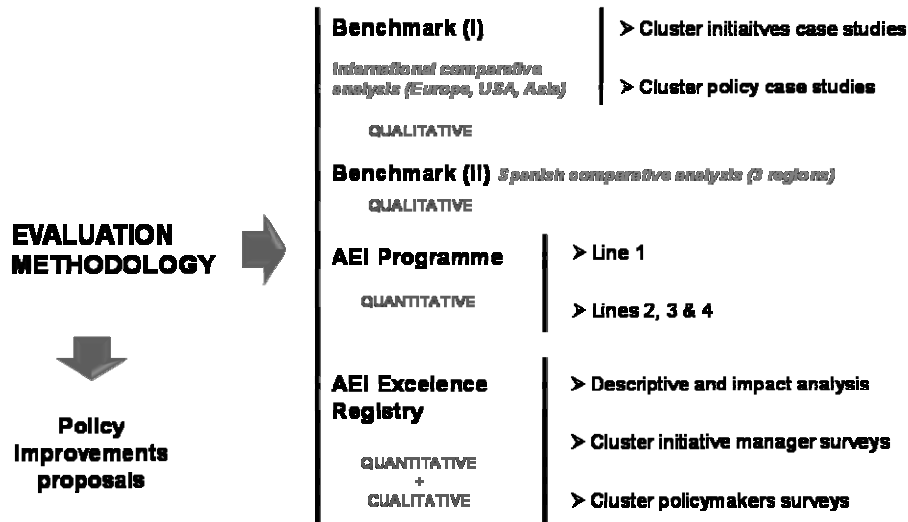 EVALUATION
METHODOLOGY
Policy
improvements
proposals
Benchmark (I)
International comparative
analysis (Europe, USA, Asia)
QUALITATIVE
➤ Cluster initiaitves case studies
➤ Cluster policy case studies
Benchmark (II) Spanish comparative analysis (3 regions)
QUALITATIVE
AEI Programme
QUANTITATIVE
➤ Line 1
➤ Lines 2, 3 & 4
AEI Excelence
Registry
QUANTITATIVE
+
CUALITATIVE
➤ Descriptive and impact analysis
➤ Cluster initiative manager surveys
➤ Cluster policymakers surveys